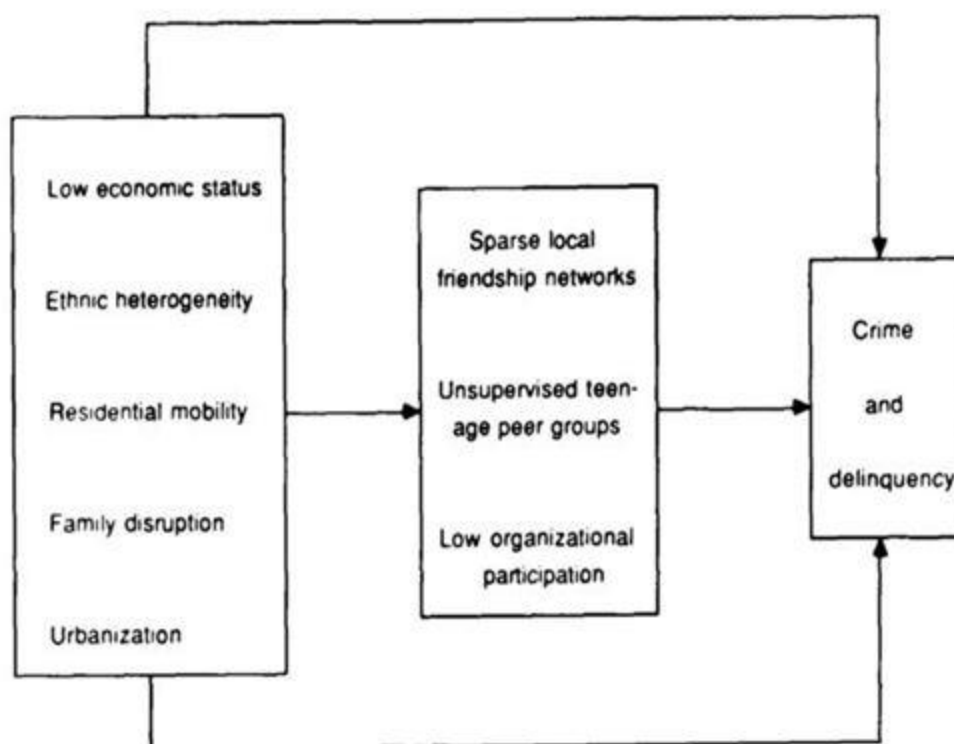 Low economic status
Ethnic heterogeneity
Residential mobility
Family disruption
Urbanization
Sparse local
friendship networks
Unsupervised teen-
age peer groups
Low organizational
participation
Crime
and
delinquency